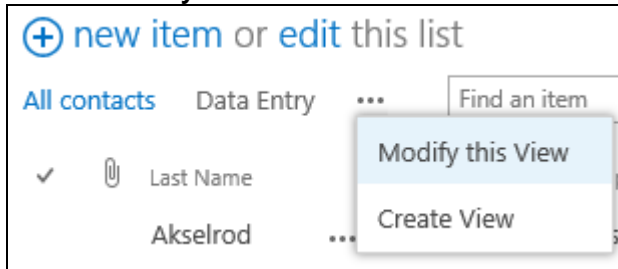 new item or edit this list
All contacts Data Entry ••• Find an item
Modify this View
Last Name
Create View
Akselrod •••